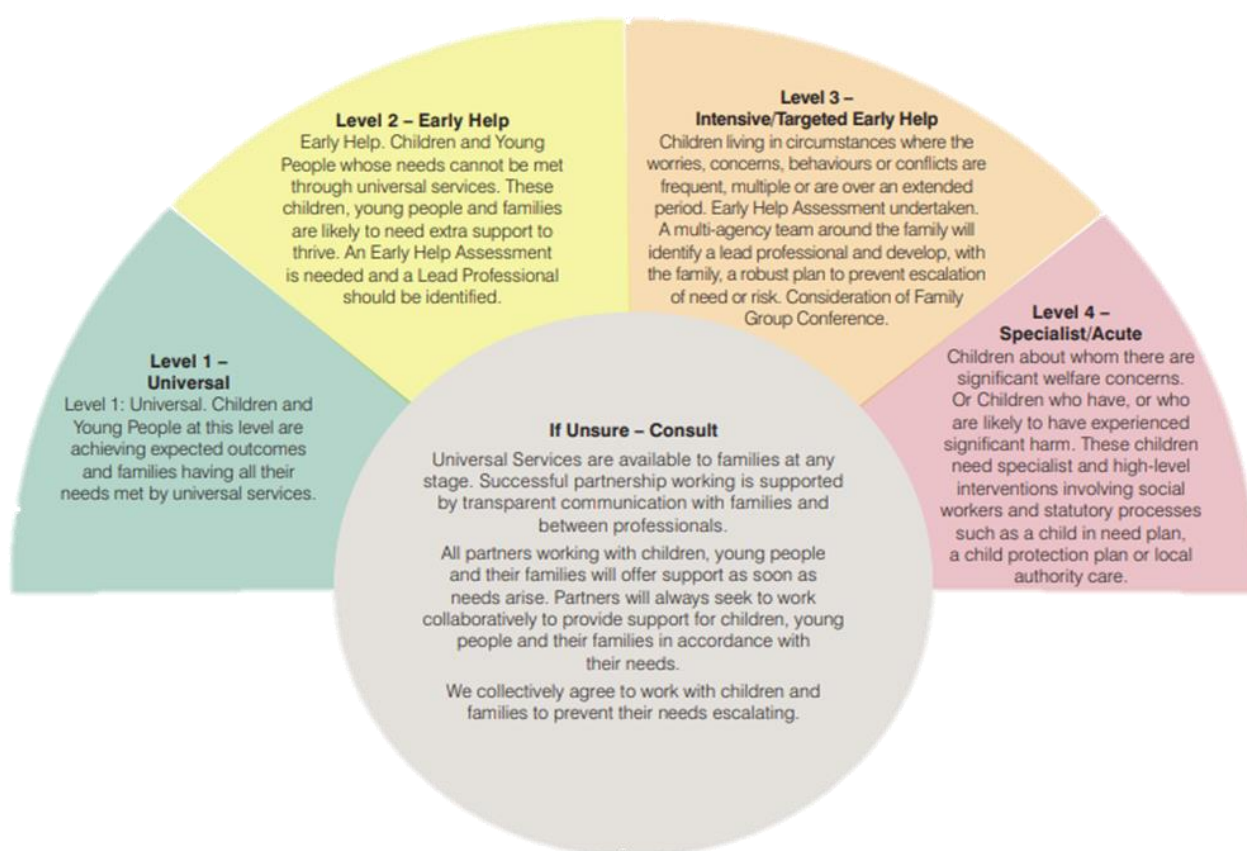 Level 1 –
Universal
Level 1: Universal. Children and
Young People at this level are
achieving expected outcomes
and families having all their
needs met by universal services.
Level 2 – Early Help
Early Help. Children and Young
People whose needs cannot be met
through universal services. These
children, young people and families
are likely to need extra support to
thrive. An Early Help Assessment
is needed and a Lead Professional
should be identified.
Level 3 –
Intensive/Targeted Early Help
Children living in circumstances where the
worries, concerns, behaviours or conflicts are
frequent, multiple or are over an extended
period. Early Help Assessment undertaken.
A multi-agency team around the family will
identify a lead professional and develop, with
the family, a robust plan to prevent escalation
of need or risk. Consideration of Family
Group Conference.
Level 4 –
Specialist/Acute
Children about whom there are
significant welfare concerns.
Or Children who have, or who
are likely to have experienced
significant harm. These children
need specialist and high-level
interventions involving social
workers and statutory processes
such as a child in need plan,
a child protection plan or local
authority care.
If Unsure – Consult
Universal Services are available to families at any
stage. Successful partnership working is supported
by transparent communication with families and
between professionals.
All partners working with children, young people
and their families will offer support as soon as
needs arise. Partners will always seek to work
collaboratively to provide support for children, young
people and their families in accordance with
their needs.
We collectively agree to work with children and
families to prevent their needs escalating.